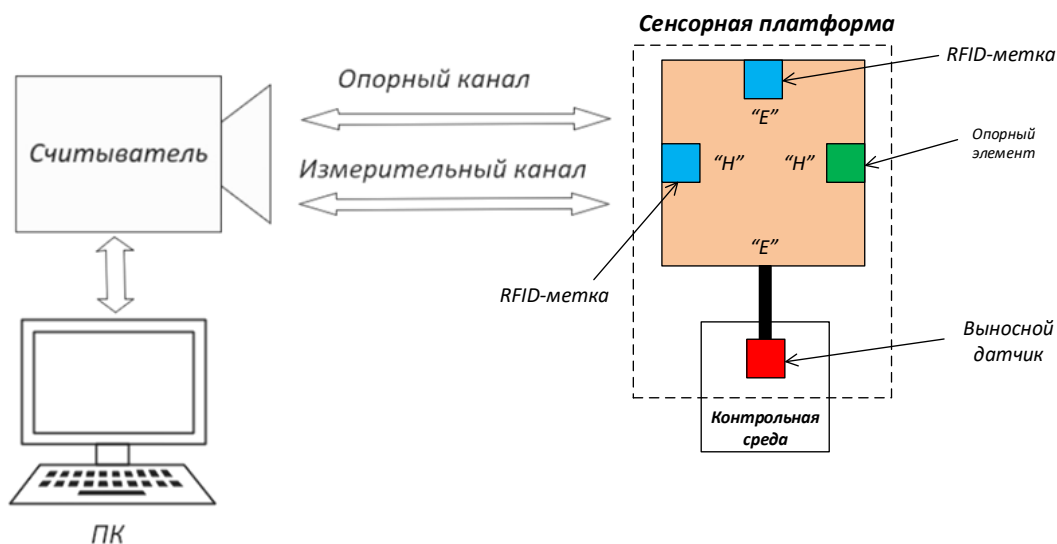 Сенсорная платформа
RFID-метка
Опорный канал
"E"
Считыватель
Опорный
элемент
"H" "H"
Измерительный канал
"E"
RFID-метка
Выносной
датчик
Контрольная
среда
ПК